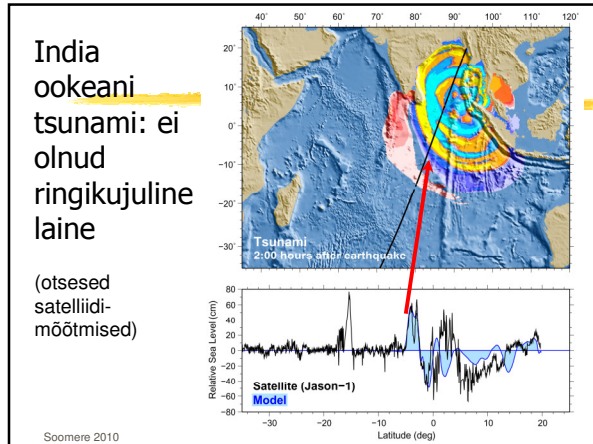 India
ookeani
tsunami: ei
olnud
ringikujuline
laine
(otsesed
satelliidi-
mõõtmised)
40˚ 50˚ 60˚ 70˚ 80˚ 90˚ 100˚ 110˚ 120˚
20˚
10˚
0˚
−10˚
−20˚
−30˚
Tsunami
2:00 hours after earthquake
Relative Sea Level (cm)
80
60
40
20
0
−20
−40
−60
−80
Satellite (Jason−1)
Model
−30 −20 −10 0 10 20
Latitude (deg)
Soomere 2010